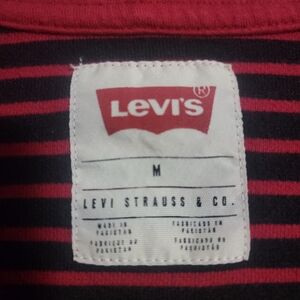 LEVI'S®
M
LEVI STRAUSS & CO.
MADE IN FABRICADO EN
PAKISTAN PAKISTAN
FABRIQUÉ AU FABRICADO NO
PAKISTAN PAQUISTÃO